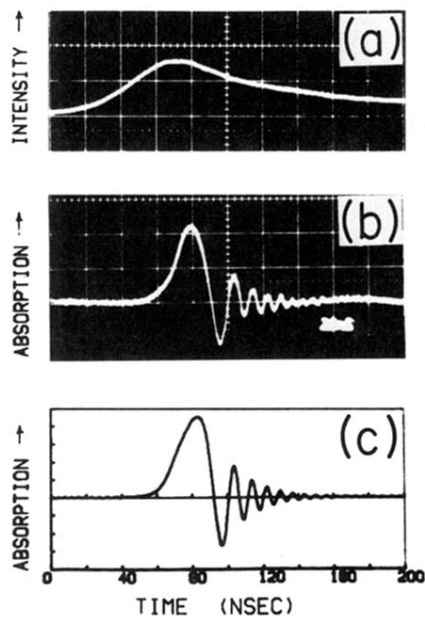 INTENSITY →
(a)
ABSORPTION →
(b)
ABSORPTION →
(c)
0 40 80 120 160 200
TIME (NSEC)